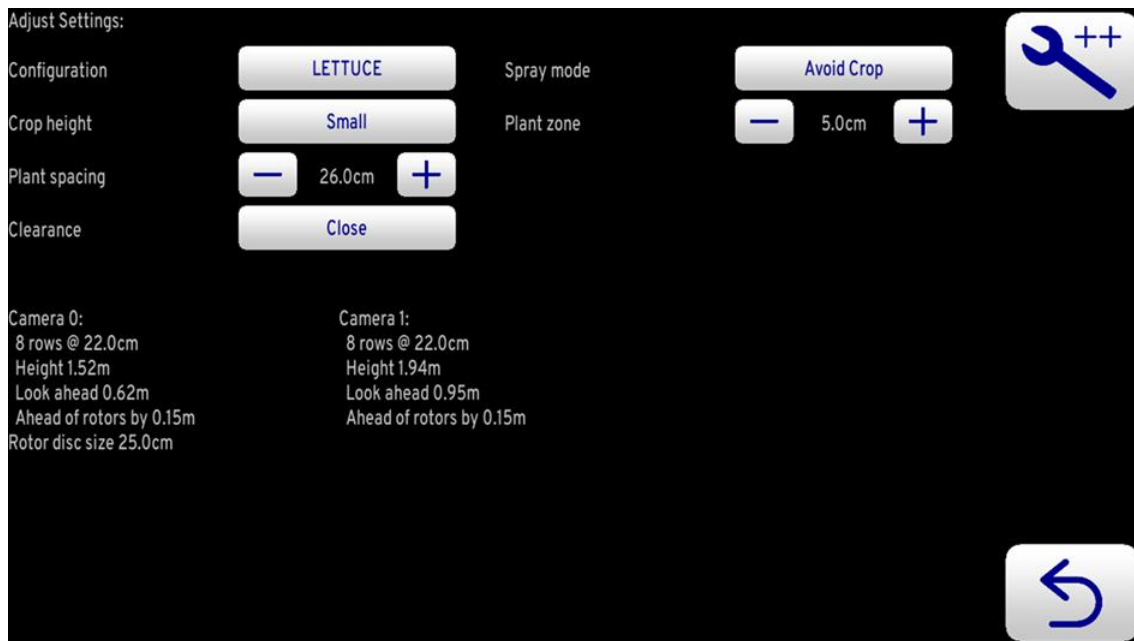 Adjust Settings:
Configuration LETTUCE Spray mode Avoid Crop
Crop height Small Plant zone 5.0cm
Plant spacing 26.0cm
Clearance Close
Camera 0: Camera 1:
8 rows @ 22.0cm 8 rows @ 22.0cm
Height 1.52m Height 1.94m
Look ahead 0.62m Look ahead 0.95m
Ahead of rotors by 0.15m Ahead of rotors by 0.15m
Rotor disc size 25.0cm